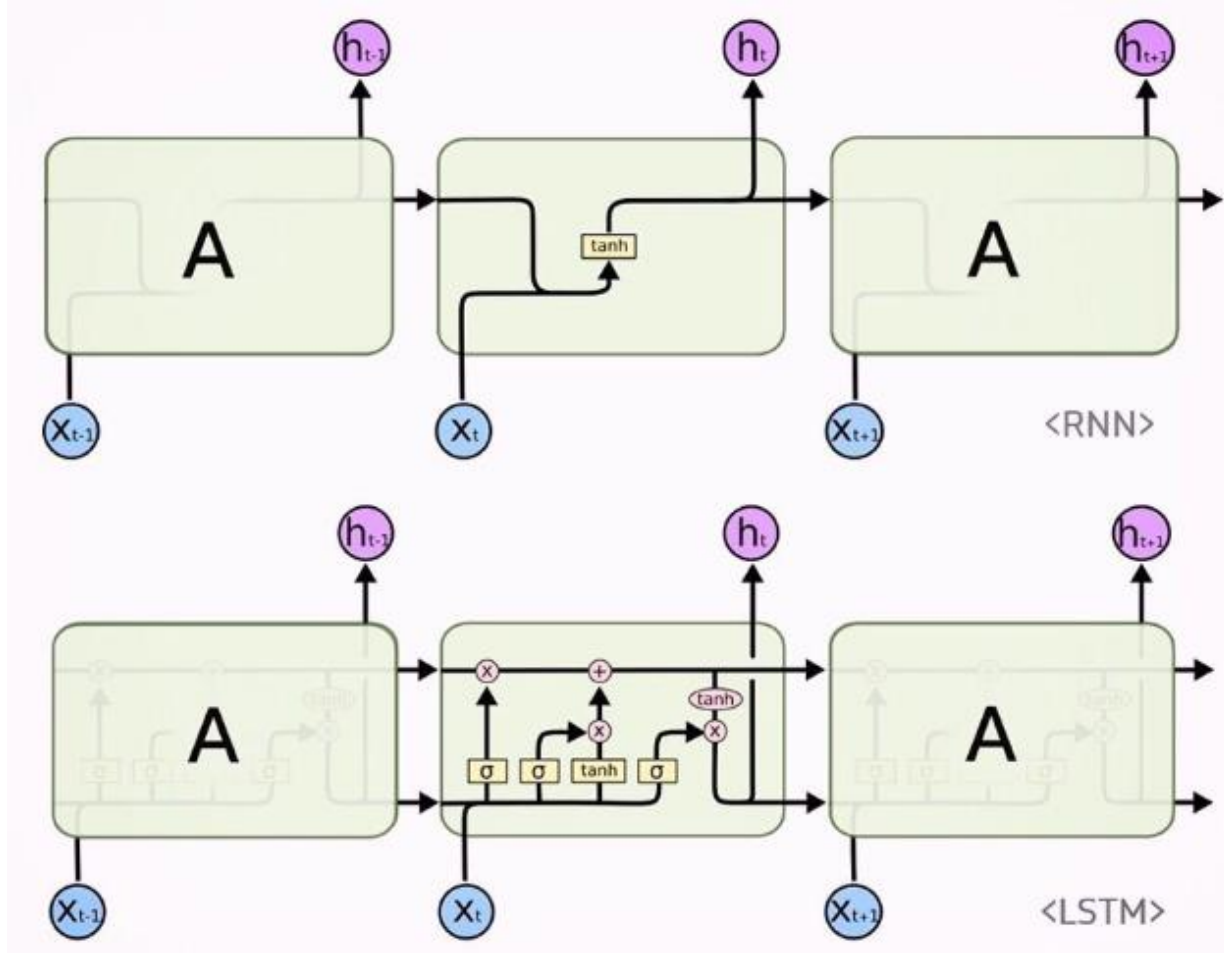 ht-1 ht ht+1
A tanh A
xt-1 xt xt+1
<RNN>
ht-1 ht ht+1
x + tanh
x x
A σ σ tanh σ A
xt-1 xt xt+1
<LSTM>